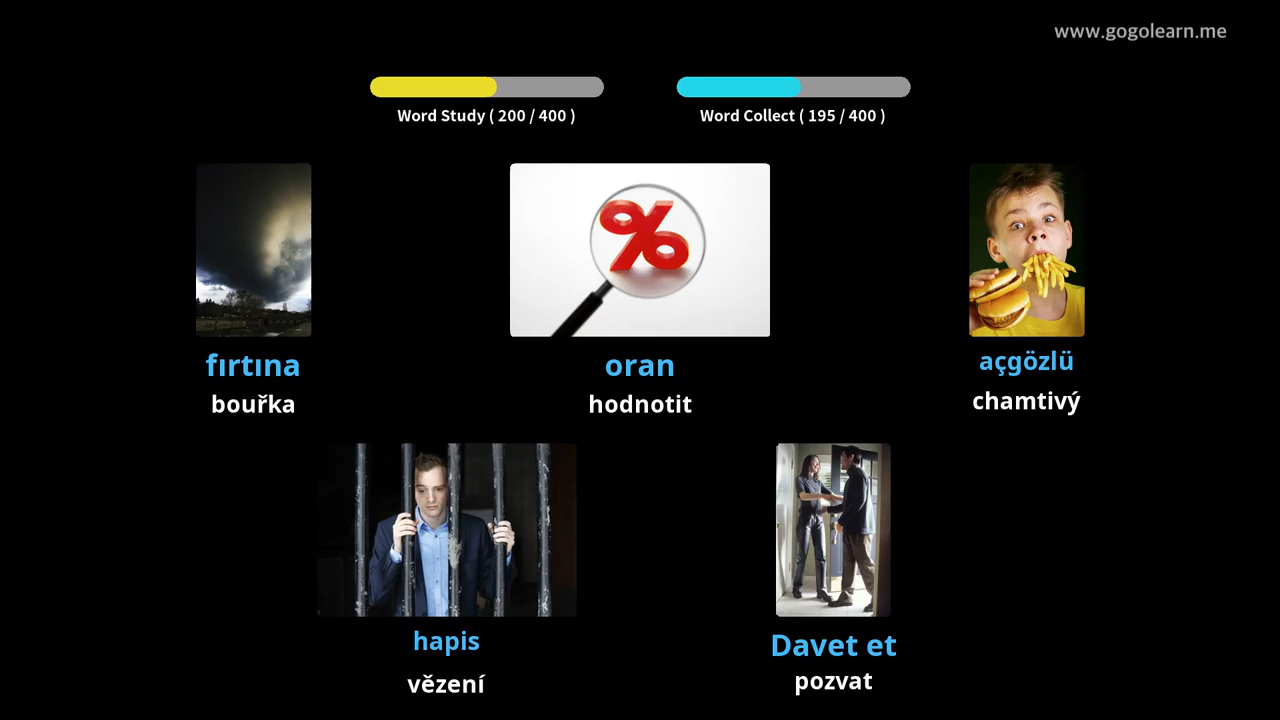 www.gogolearn.me
Word Study ( 200 / 400 )
Word Collect ( 195 / 400 )
fırtına
bouřka
oran
hodnotit
açgözlü
chamtivý
hapis
vězení
Davet et
pozvat